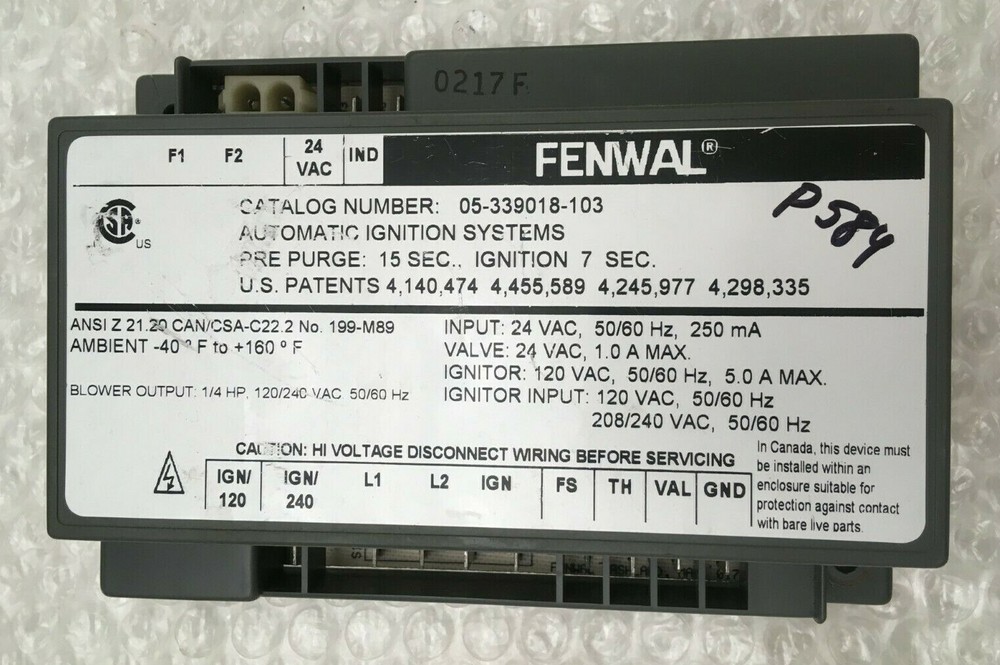 0217 F
F1 F2 24 VAC IND FENWAL®
CATALOG NUMBER: 05-339018-103
AUTOMATIC IGNITION SYSTEMS
PRE PURGE: 15 SEC., IGNITION 7 SEC.
U.S. PATENTS 4,140,474 4,455,589 4,245,977 4,298,335
SA ® US
P584
ANSI Z 21.20 CAN/CSA-C22.2 No. 199-M89
AMBIENT -40 º F to +160 º F
BLOWER OUTPUT: 1/4 HP, 120/240 VAC 50/60 Hz
INPUT: 24 VAC, 50/60 Hz, 250 mA
VALVE: 24 VAC, 1.0 A MAX.
IGNITOR: 120 VAC, 50/60 Hz, 5.0 A MAX.
IGNITOR INPUT: 120 VAC, 50/60 Hz
208/240 VAC, 50/60 Hz
CAUTION: HI VOLTAGE DISCONNECT WIRING BEFORE SERVICING
IGN/ 120 IGN/ 240 L1 L2 IGN FS TH VAL GND
In Canada, this device must
be installed within an
enclosure suitable for
protection against contact
with bare live parts.